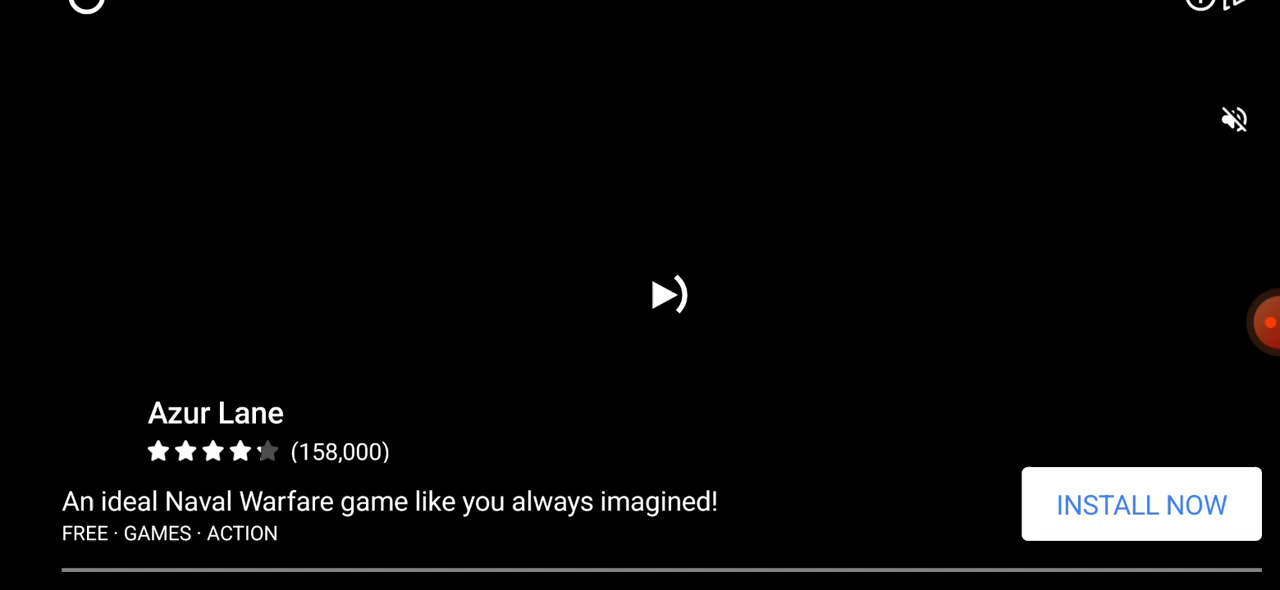 Azur Lane
(158,000)
An ideal Naval Warfare game like you always imagined!
FREE · GAMES · ACTION
INSTALL NOW